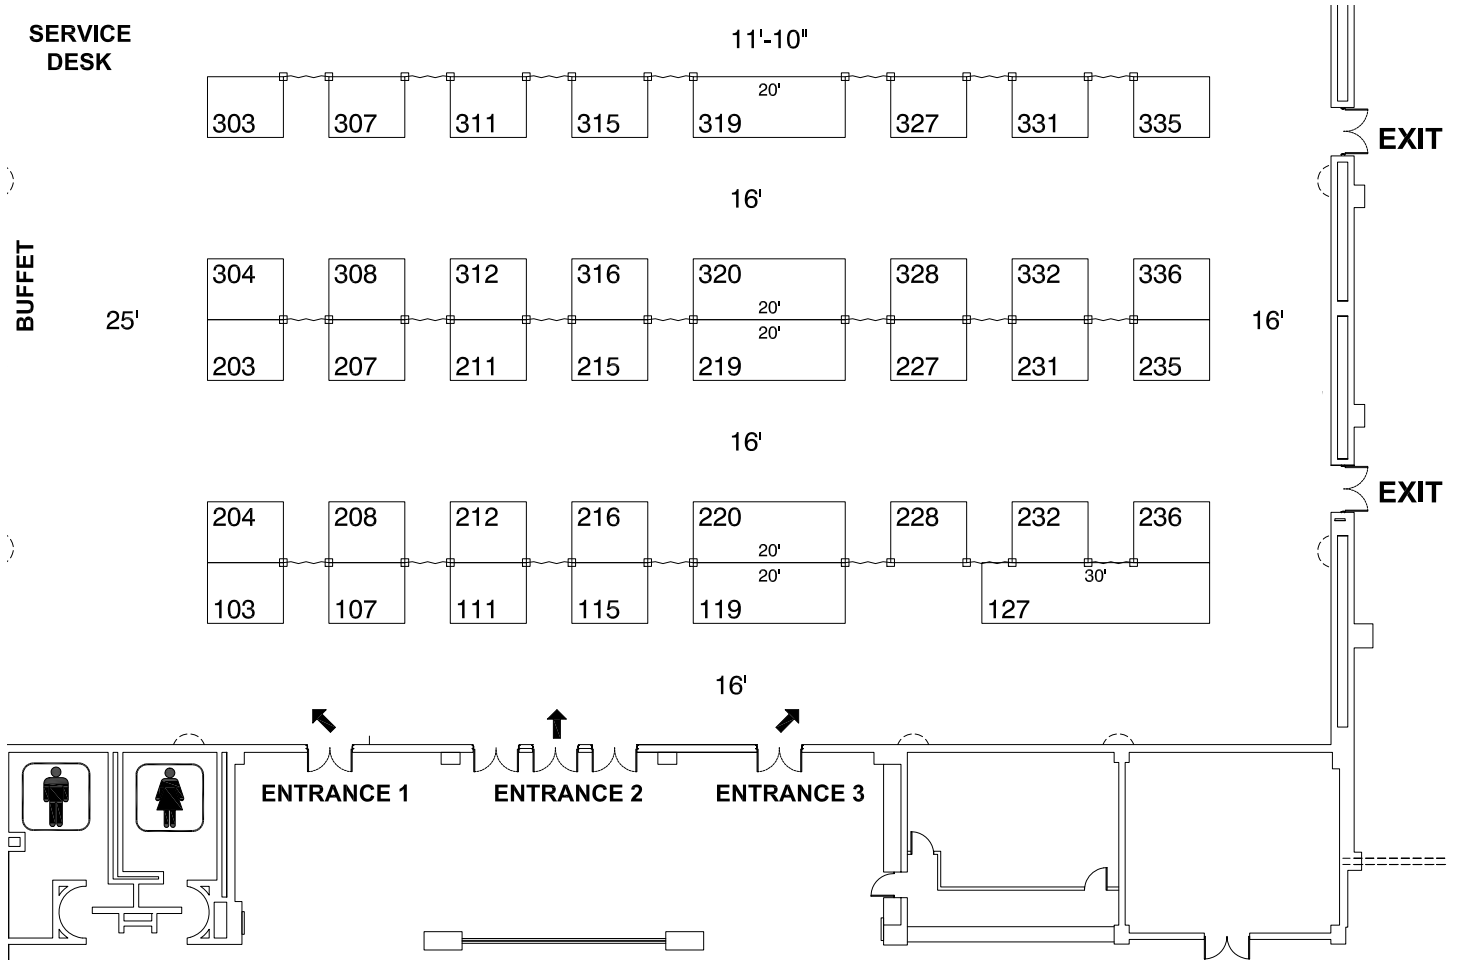 SERVICE
DESK
11'-10"
20'
303 307 311 315 319 327 331 335
EXIT
16'
BUFFET
304 308 312 316 320 328 332 336
20'
25'
16'
20'
203 207 211 215 219 227 231 235
16'
EXIT
204 208 212 216 220 228 232 236
20'
20'
30'
103 107 111 115 119 127
16'
ENTRANCE 1 ENTRANCE 2 ENTRANCE 3